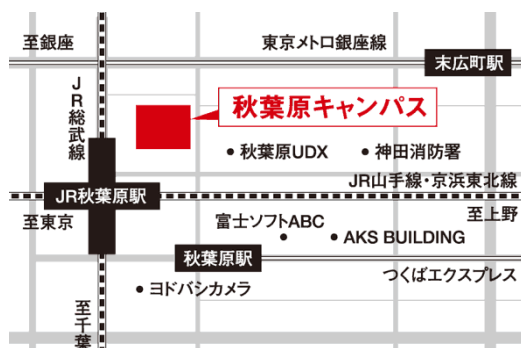 至銀座
東京メトロ銀座線
末広町駅
JR総武線
秋葉原キャンパス
秋葉原UDX
神田消防署
JR山手線・京浜東北線
JR秋葉原駅
至東京
至上野
富士ソフトABC
AKS BUILDING
秋葉原駅
つくばエクスプレス
ヨドバシカメラ
至千葉